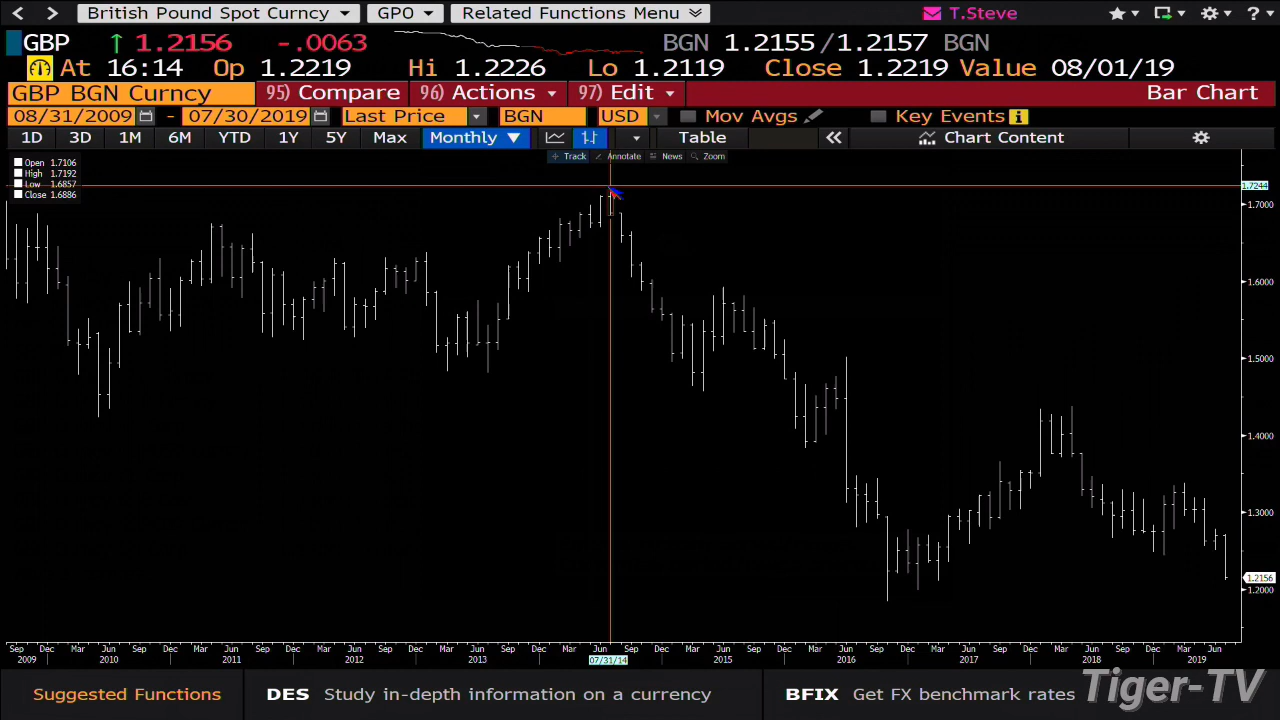 British Pound Spot Curncy GPO Related Functions Menu T.Steve ?
GBP 1.2156 -.0063 BGN 1.2155/1.2157 BGN
At 16:14 Op 1.2219 Hi 1.2226 Lo 1.2119 Close 1.2219 Value 08/01/19
GBP BGN Curncy 95) Compare 96) Actions 97) Edit Bar Chart
08/31/2009 - 07/30/2019 Last Price BGN USD Mov Avgs Key Events i
1D 3D 1M 6M YTD 1Y 5Y Max Monthly Table Chart Content
Track Annotate News Zoom
Open 1.7106
High 1.7192
Low 1.6857
Close 1.6886
1.7244
1.7000
1.6000
1.5000
1.4000
1.3000
1.2156
1.2000
Sep Dec Mar Jun Sep Dec Mar Jun Sep Dec Mar Jun Sep Dec Mar Jun Sep Dec Mar Jun Sep Dec Mar Jun Sep Dec Mar Jun Sep Dec Mar Jun Sep Dec Mar Jun Sep Dec Mar Jun
2009 2010 2011 2012 2013 07/31/14 2015 2016 2017 2018 2019
Suggested Functions DES Study in-depth information on a currency BFIX Get FX benchmark rates
Tiger-TV